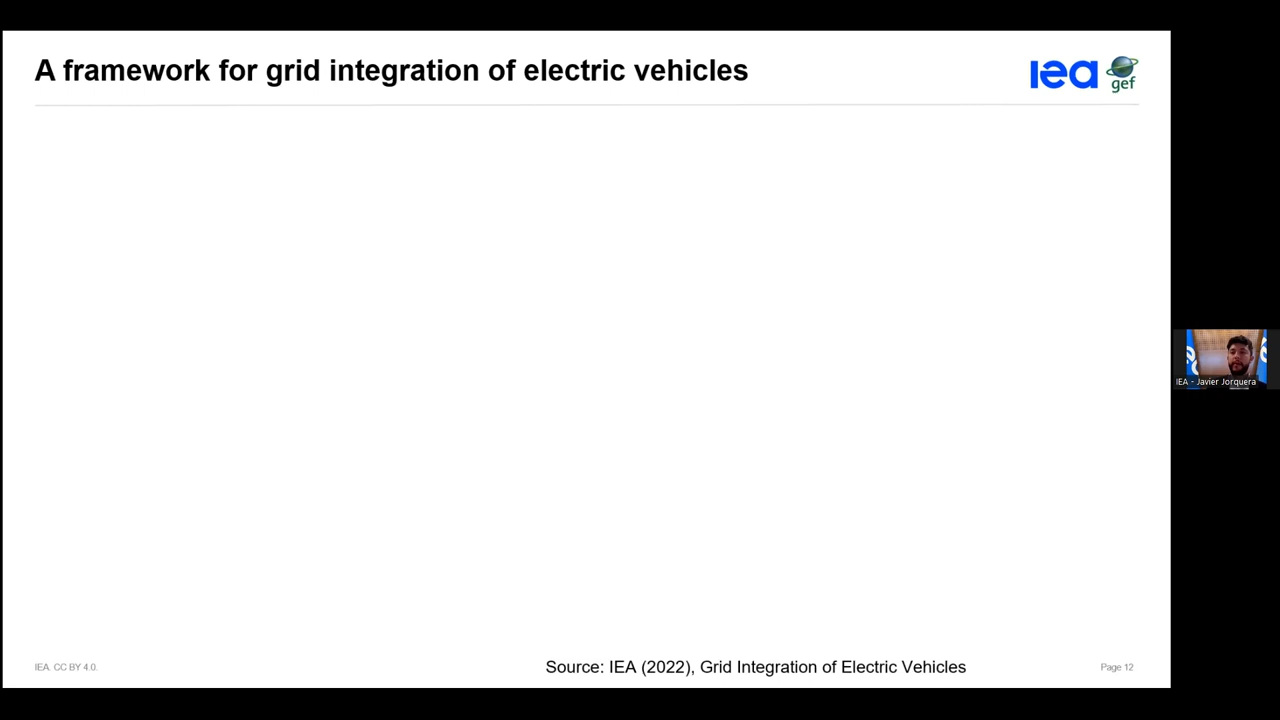 A framework for grid integration of electric vehicles
iea
gef
IEA - Javier Jorquera
IEA. CC BY 4.0.
Source: IEA (2022), Grid Integration of Electric Vehicles
Page 12